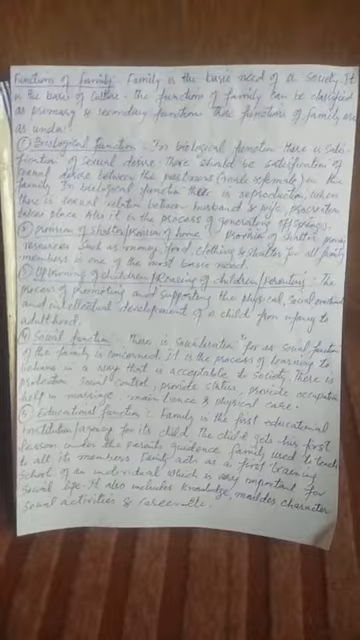 Functions of Family: Family is the basic need of a society. It
is the basic of culture. The function of family can be classified
as primary & secondary functions. These functions of family are
as under.
① Biological function - In biological function there is satis-
fication of sexual desire. There should be satisfication of
sexual desire between the partners (male & female) in the
family. In biological function there is reproduction, when
there is sexual relation between husband & wife, procreation
takes place. Also it is the process of generating offsprings.
② provision of shelter/provision of home - provision of shelter,
resources such as money, food, clothing & shelter for all family
members is one of the most basic need.
③ Upbringing of children/Rearing of children/Parenting: The
process of promoting and supporting the physical, social, emotional
and intellectual development of a child from infancy to
adulthood.
④ Social function: There is socialization as social function
of the family is concerned. It is the process of learning to
behave in a way that is acceptable to society. There is
protection, social control, provide status, provide occupation
help in marriage, maintenance & physical care.
⑤ Educational function: Family is the first educational
institution/agency for its child. The child gets his first
lesson under the parents guidance family used to teach
to all its members. Family acts as a first training
school of an individual which is very important for
social life. It also includes knowledge, moulds character
social activities & career etc.